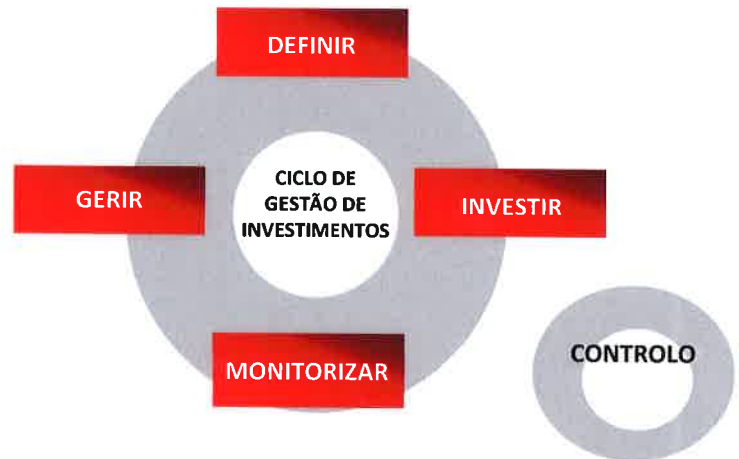 DEFINIR
GERIR
CICLO DE
GESTÃO DE
INVESTIMENTOS
INVESTIR
MONITORIZAR
CONTROLO